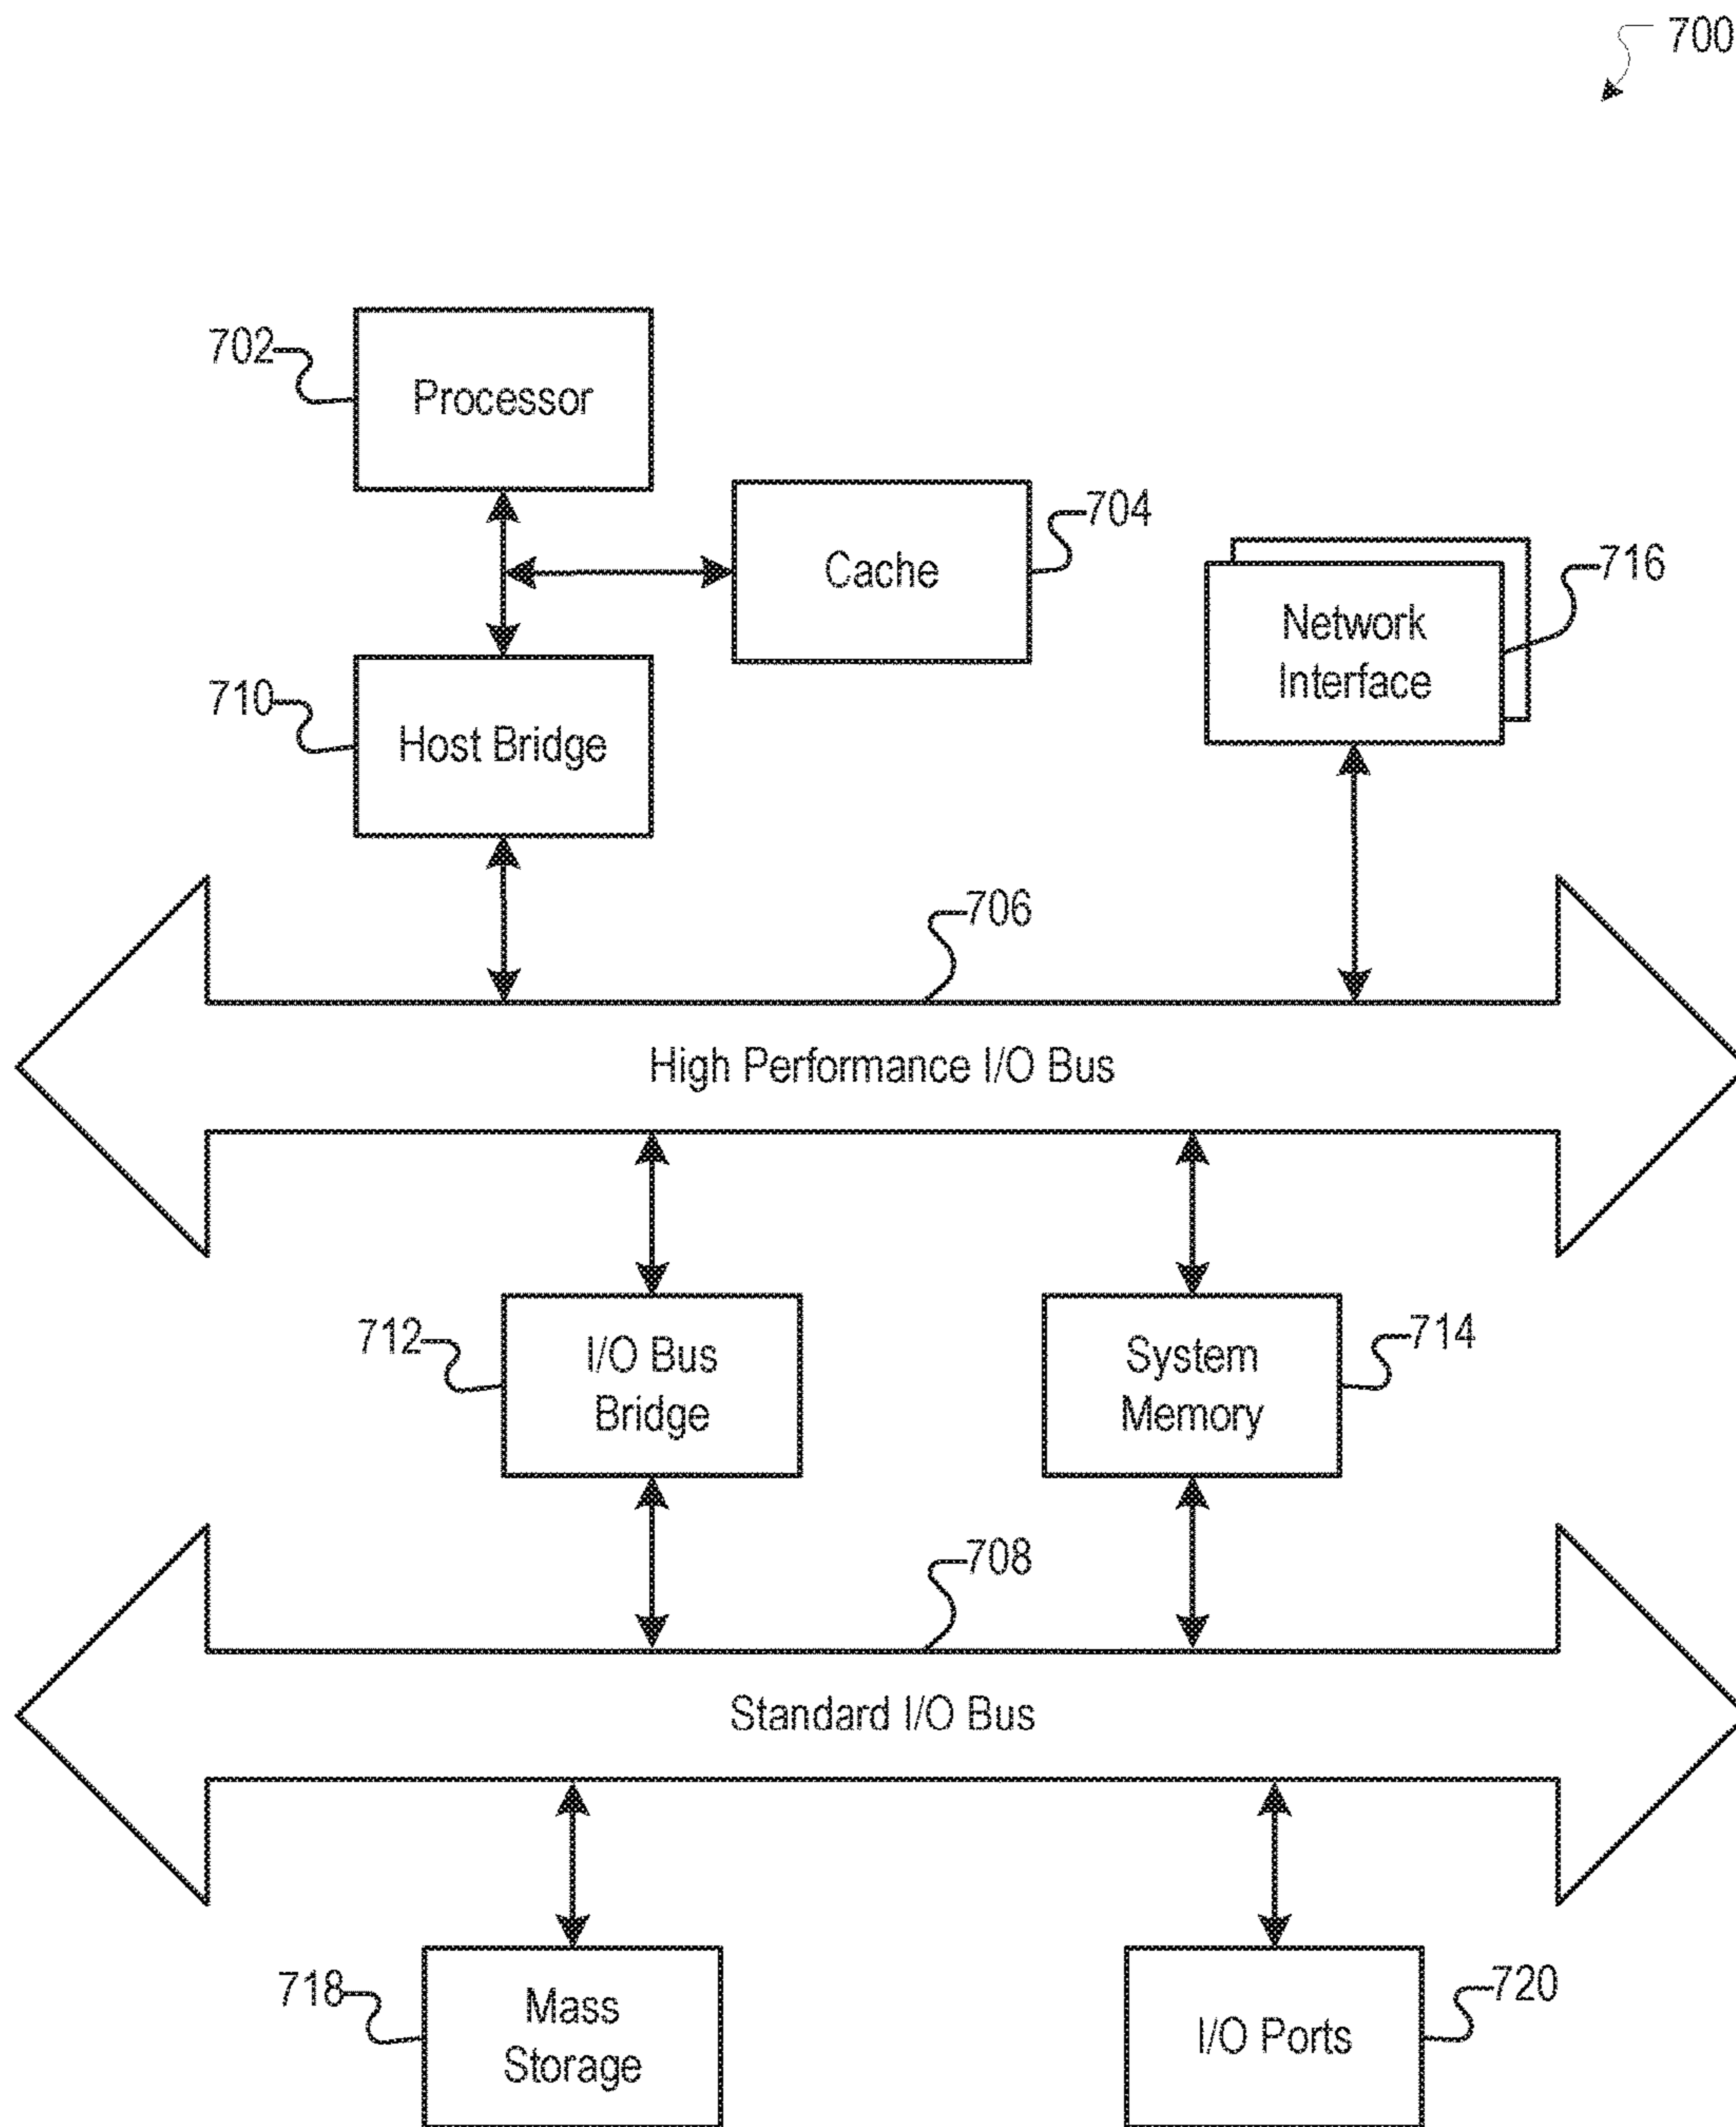 700
702
Processor
704
Cache
716
Network
Interface
710
Host Bridge
706
High Performance I/O Bus
712
I/O Bus
Bridge
714
System
Memory
708
Standard I/O Bus
718
Mass
Storage
720
I/O Ports